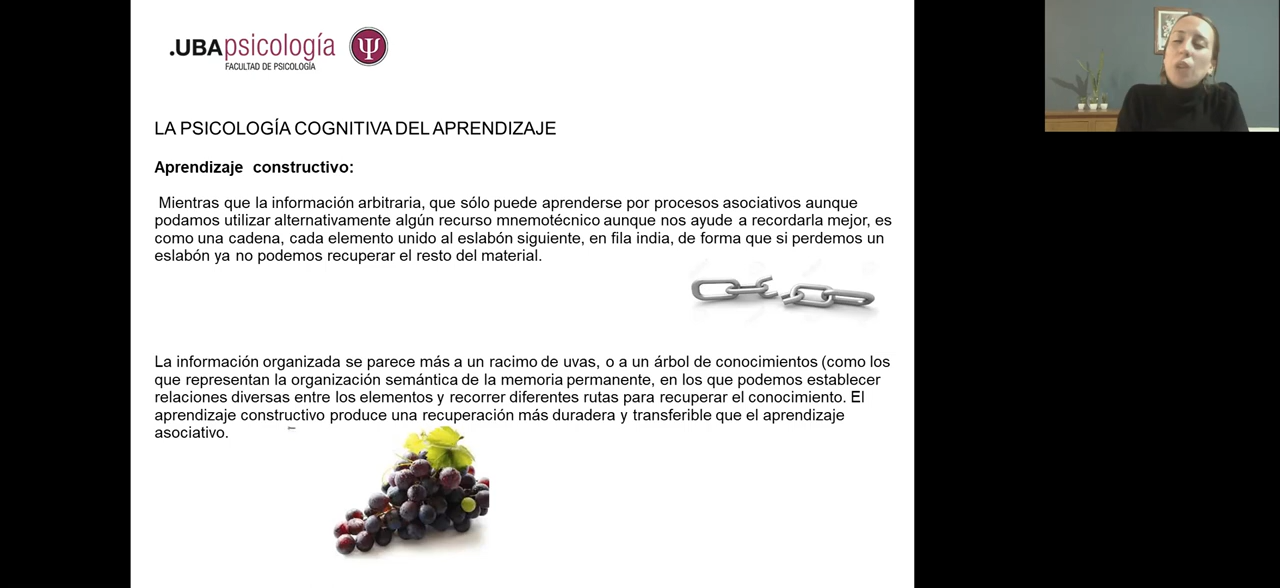 .UBApsicología
FACULTAD DE PSICOLOGÍA
LA PSICOLOGÍA COGNITIVA DEL APRENDIZAJE
Aprendizaje constructivo:
Mientras que la información arbitraria, que sólo puede aprenderse por procesos asociativos aunque
podamos utilizar alternativamente algún recurso mnemotécnico aunque nos ayude a recordarla mejor, es
como una cadena, cada elemento unido al eslabón siguiente, en fila india, de forma que si perdemos un
eslabón ya no podemos recuperar el resto del material.
La información organizada se parece más a un racimo de uvas, o a un árbol de conocimientos (como los
que representan la organización semántica de la memoria permanente, en los que podemos establecer
relaciones diversas entre los elementos y recorrer diferentes rutas para recuperar el conocimiento. El
aprendizaje constructivo produce una recuperación más duradera y transferible que el aprendizaje
asociativo.